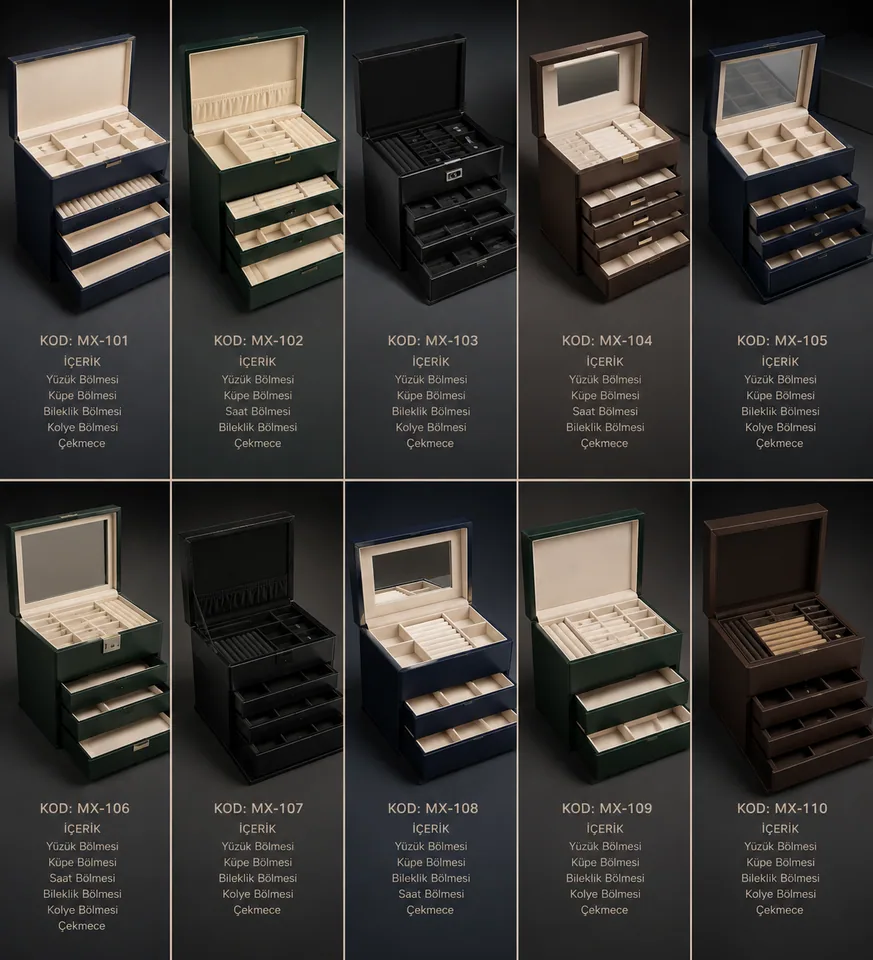 KOD: MX-101
İÇERİK
Yüzük Bölmesi
Küpe Bölmesi
Bileklik Bölmesi
Kolye Bölmesi
Çekmece
KOD: MX-102
İÇERİK
Yüzük Bölmesi
Küpe Bölmesi
Saat Bölmesi
Bileklik Bölmesi
Çekmece
KOD: MX-103
İÇERİK
Yüzük Bölmesi
Küpe Bölmesi
Bileklik Bölmesi
Kolye Bölmesi
Çekmece
KOD: MX-104
İÇERİK
Yüzük Bölmesi
Küpe Bölmesi
Saat Bölmesi
Bileklik Bölmesi
Çekmece
KOD: MX-105
İÇERİK
Yüzük Bölmesi
Küpe Bölmesi
Bileklik Bölmesi
Kolye Bölmesi
Çekmece
KOD: MX-106
İÇERİK
Yüzük Bölmesi
Küpe Bölmesi
Saat Bölmesi
Bileklik Bölmesi
Kolye Bölmesi
Çekmece
KOD: MX-107
İÇERİK
Yüzük Bölmesi
Küpe Bölmesi
Bileklik Bölmesi
Kolye Bölmesi
Çekmece
KOD: MX-108
İÇERİK
Yüzük Bölmesi
Küpe Bölmesi
Bileklik Bölmesi
Saat Bölmesi
Çekmece
KOD: MX-109
İÇERİK
Yüzük Bölmesi
Küpe Bölmesi
Bileklik Bölmesi
Kolye Bölmesi
Çekmece
KOD: MX-110
İÇERİK
Yüzük Bölmesi
Küpe Bölmesi
Bileklik Bölmesi
Kolye Bölmesi
Çekmece